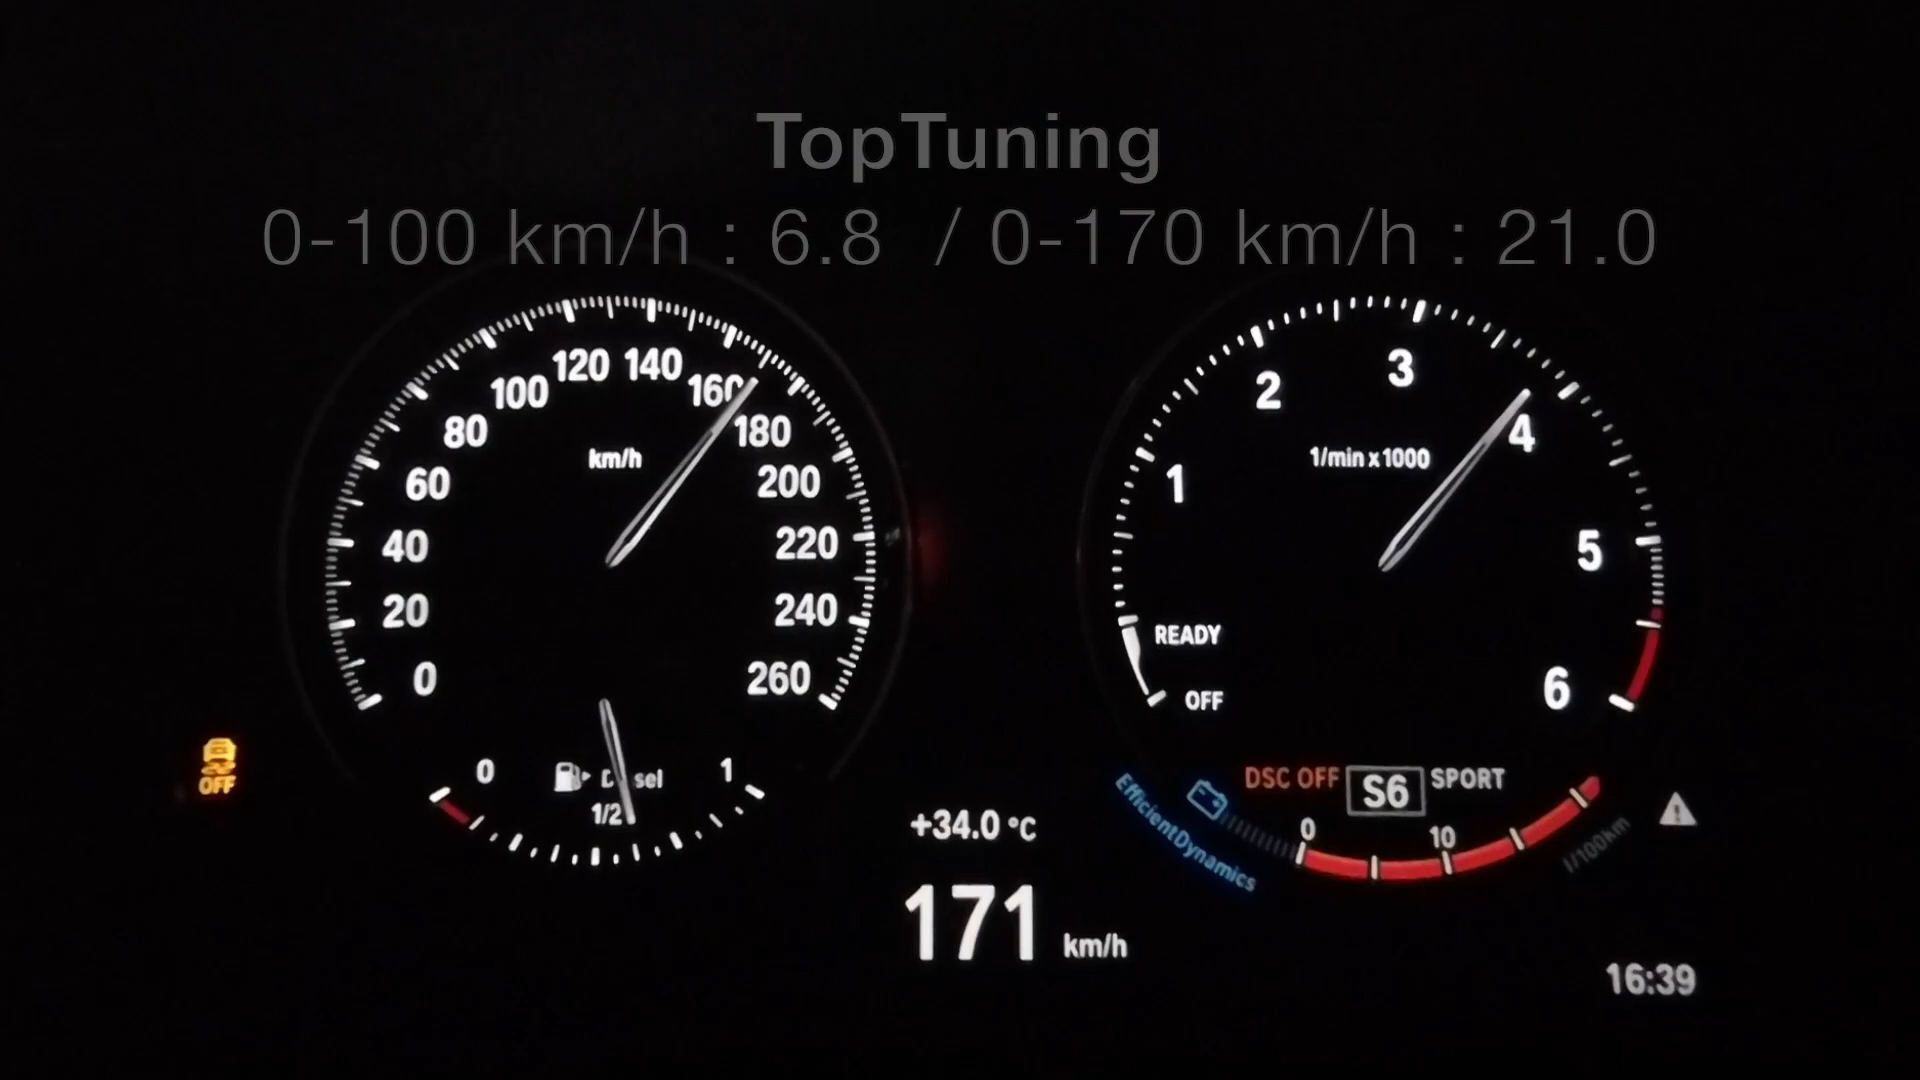 TopTuning
0-100 km/h : 6.8 / 0-170 km/h : 21.0
0
20
40
60
80
100
120
140
160
180
200
220
240
260
km/h
OFF
READY
1
2
3
4
5
6
1/min x 1000
OFF
0
1/2
1
DSC OFF
S6
SPORT
EfficientDynamics
0
10
l/100km
+34.0 °C
171 km/h
16:39